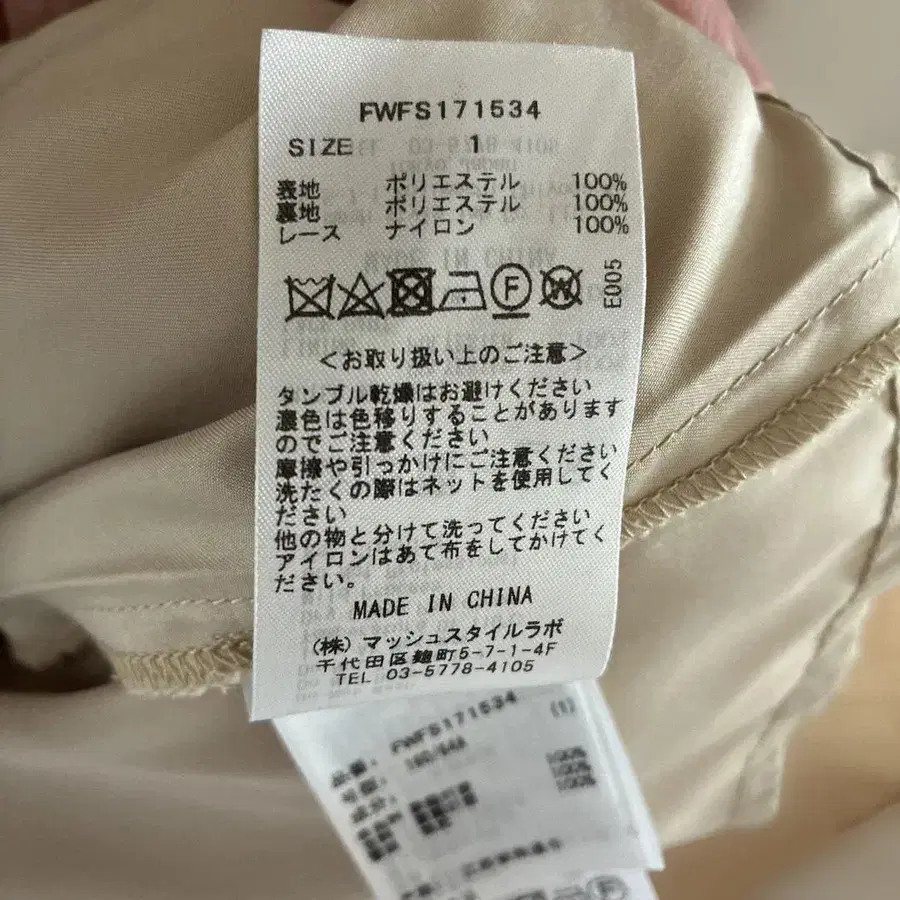 FWFS171534
SIZE 1
表地 ポリエステル 100%
裏地 ポリエステル 100%
レース ナイロン 100%
F W E005
<お取り扱い上のご注意>
タンブル乾燥はお避けください
濃色は色移りすることがあります
のでご注意ください
摩擦や引っかけにご注意ください
洗たくの際はネットを使用してく
ださい
他の物と分けて洗ってください
アイロンはあて布をしてかけてく
ださい。
MADE IN CHINA
(株)マッシュスタイルラボ
千代田区麹町5-7-1-4F
TEL 03-5778-4105
FWFS171534 (1)
160/64A
100%
100%
100%